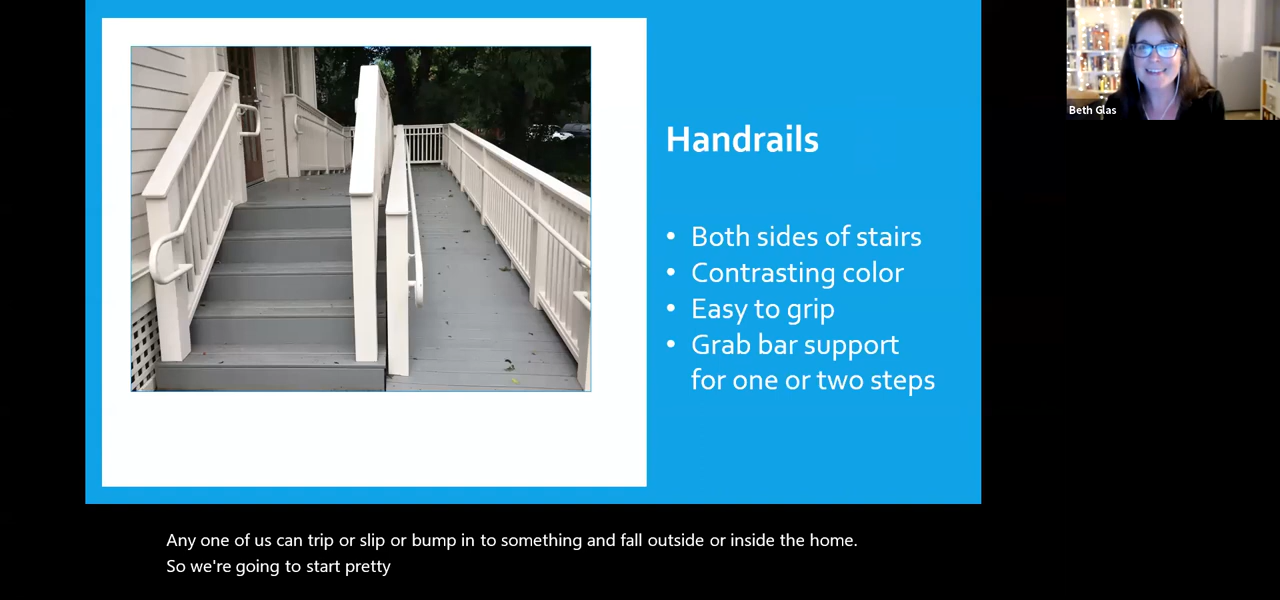 Handrails
• Both sides of stairs
• Contrasting color
• Easy to grip
• Grab bar support
for one or two steps
Beth Glas
Any one of us can trip or slip or bump in to something and fall outside or inside the home.
So we're going to start pretty